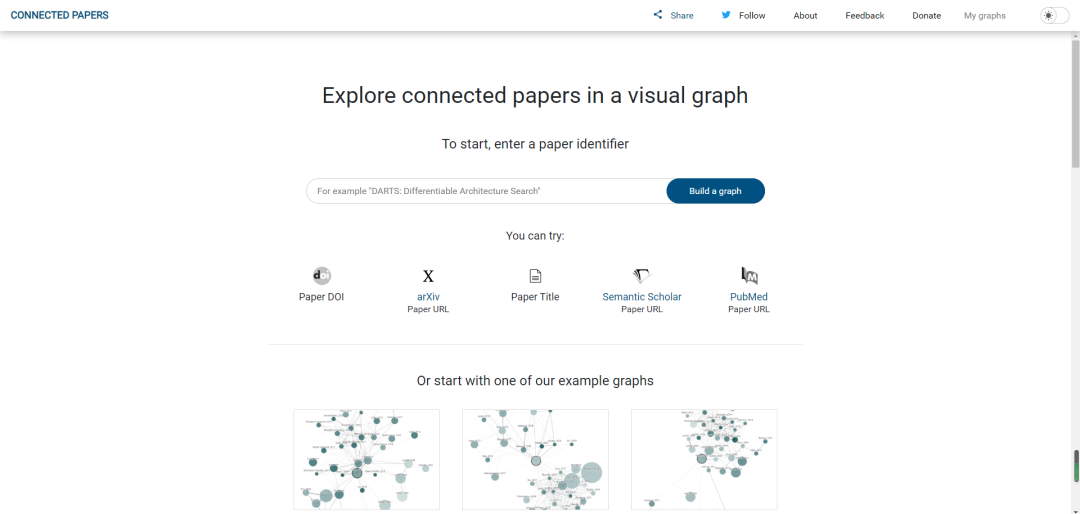 CONNECTED PAPERS
Share Follow About Feedback Donate My graphs
Explore connected papers in a visual graph
To start, enter a paper identifier
For example "DARTS: Differentiable Architecture Search" Build a graph
You can try:
doi X
Paper DOI arXiv Paper Title Semantic Scholar PubMed
Paper URL Paper URL Paper URL
Or start with one of our example graphs